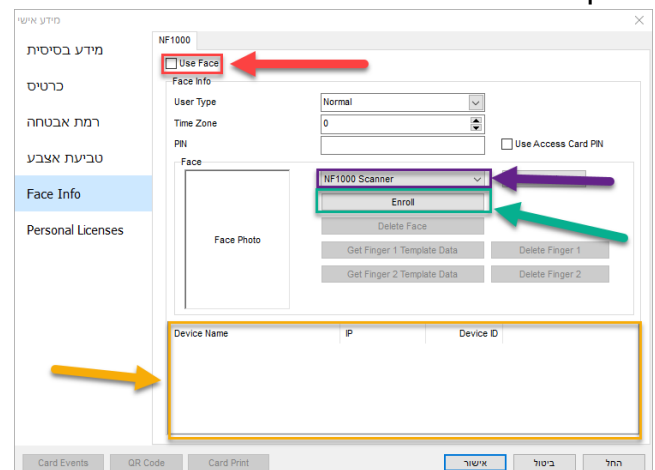 מידע אישי
NF1000
מידע בסיסית
כרטיס
רמת אבטחה
טביעת אצבע
Face Info
Personal Licenses
Use Face
Face Info
User Type
Normal
Time Zone
0
PIN
Use Access Card PIN
Face
NF1000 Scanner
Enroll
Delete Face
Face Photo
Get Finger 1 Template Data
Delete Finger 1
Get Finger 2 Template Data
Delete Finger 2
Device Name IP Device ID
Card Events QR Code Card Print אישור ביטול החל